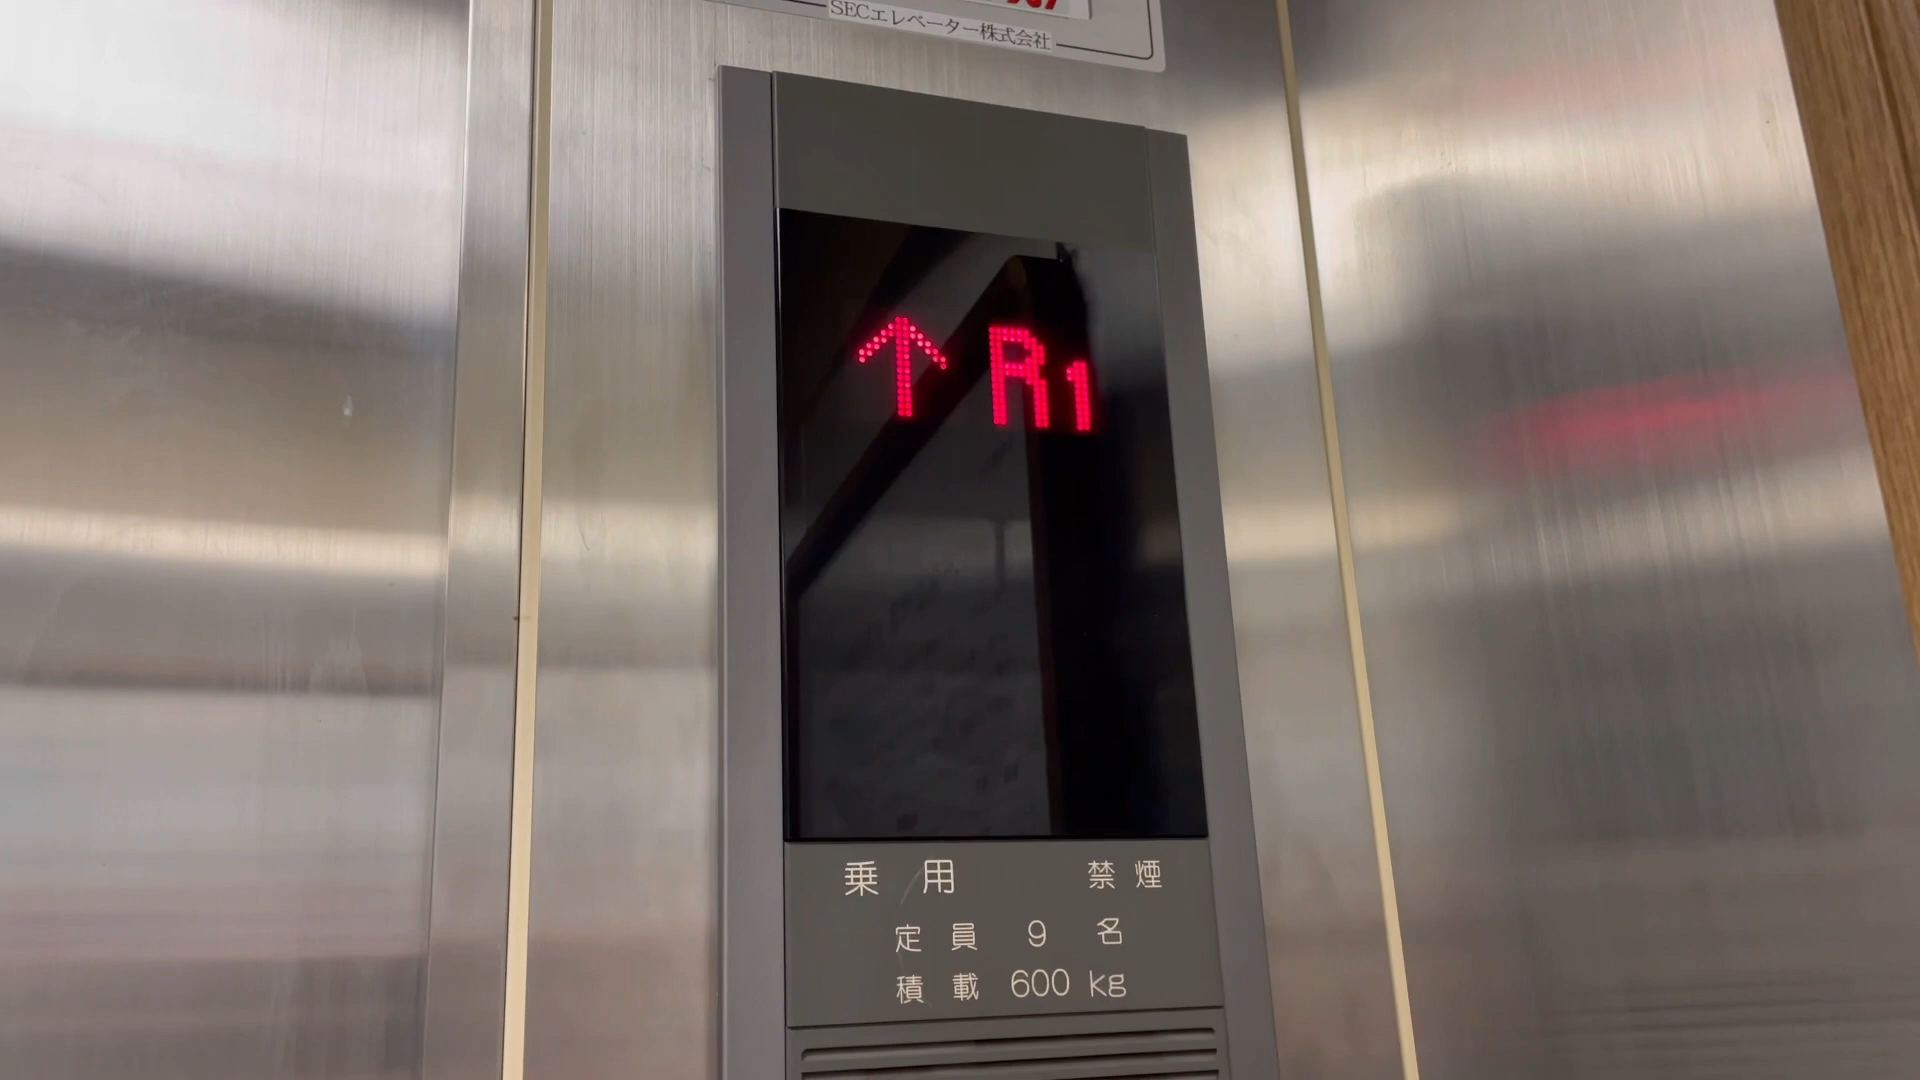 SECエレベーター株式会社
↑ R1
乗用 禁煙
定員 9 名
積載 600 kg